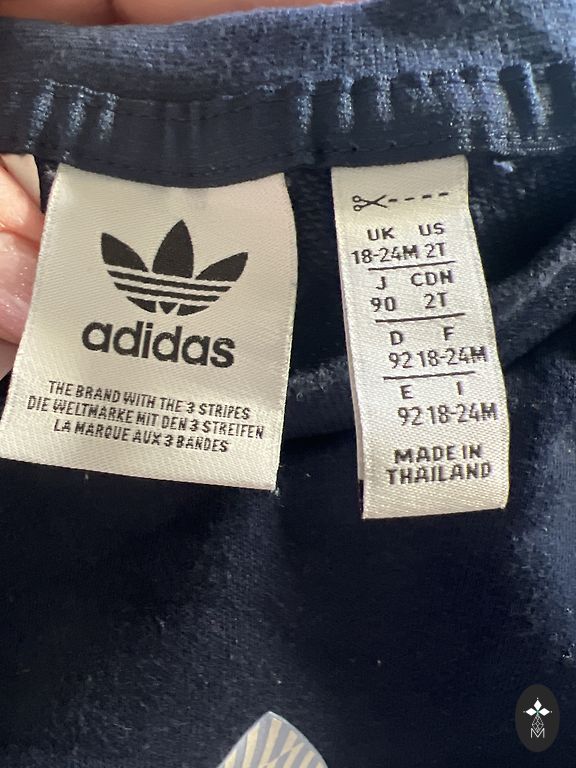 adidas
THE BRAND WITH THE 3 STRIPES
DIE WELTMARKE MIT DEN 3 STREIFEN
LA MARQUE AUX 3 BANDES
UK US
18-24M 2T
J CDN
90 2T
D F
92 18-24M
E I
92 18-24M
MADE IN
THAILAND
M